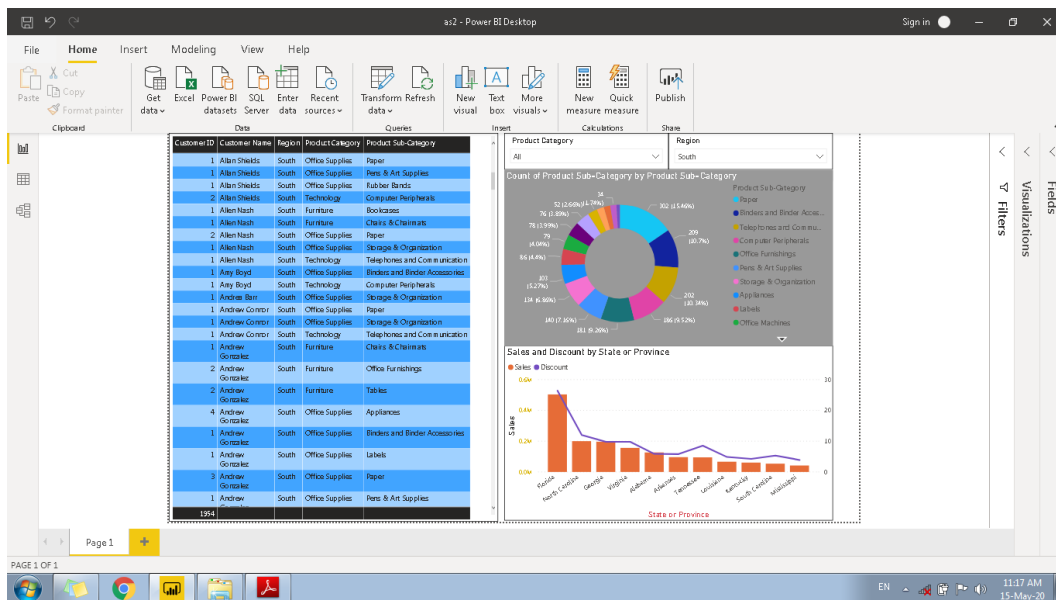 as2 - Power BI Desktop
Sign in
File Home Insert Modeling View Help
Paste
Cut
Copy
Format painter
Get data
Excel
Power BI datasets
SQL Server
Enter data
Recent sources
Transform data
Refresh
New visual
Text box
More visuals
New measure
Quick measure
Publish
Clipboard Data Queries Insert Calculations Share
Customer ID Customer Name Region Product Category Product Sub-Category
1 Allan Shields South Office Supplies Paper
1 Allan Shields South Office Supplies Pens & Art Supplies
1 Allan Shields South Office Supplies Rubber Bands
2 Allan Shields South Technology Computer Peripherals
1 Allen Nash South Furniture Bookcases
1 Allen Nash South Furniture Chairs & Chairmats
2 Allen Nash South Office Supplies Paper
1 Allen Nash South Office Supplies Storage & Organization
1 Allen Nash South Technology Telephones and Communication
1 Amy Boyd South Office Supplies Binders and Binder Accessories
1 Amy Boyd South Technology Computer Peripherals
1 Andrea Barr South Office Supplies Storage & Organization
1 Andrew Connor South Office Supplies Paper
1 Andrew Connor South Office Supplies Storage & Organization
1 Andrew Connor South Technology Telephones and Communication
1 Andrew Gonzalez South Furniture Chairs & Chairmats
2 Andrew Gonzalez South Furniture Office Furnishings
2 Andrew Gonzalez South Furniture Tables
4 Andrew Gonzalez South Office Supplies Appliances
1 Andrew Gonzalez South Office Supplies Binders and Binder Accessories
1 Andrew Gonzalez South Office Supplies Labels
3 Andrew Gonzalez South Office Supplies Paper
1 Andrew South Office Supplies Pens & Art Supplies
1954
Product Category
All
Region
South
Count of Product Sub-Category by Product Sub-Category
302 (15.46%)
209 (10.7%)
202 (10.34%)
186 (9.52%)
181 (9.26%)
140 (7.16%)
134 (6.86%)
103 (5.27%)
86 (4.4%)
79 (4.04%)
78 (3.99%)
76 (3.89%)
52 (2.66%)
Product Sub-Category
Paper
Binders and Binder Acces...
Telephones and Commu...
Computer Peripherals
Office Furnishings
Pens & Art Supplies
Storage & Organization
Appliances
Labels
Office Machines
Sales and Discount by State or Province
Sales Discount
0.6M
0.4M
0.2M
0.0M
Sales
30
20
10
0
Florida
North Carolina
Georgia
Virginia
Alabama
Arkansas
Tennessee
Louisiana
Kentucky
South Carolina
Mississippi
State or Province
Filters
Visualizations
Fields
Page 1
PAGE 1 OF 1
EN
11:17 AM
15-May-20